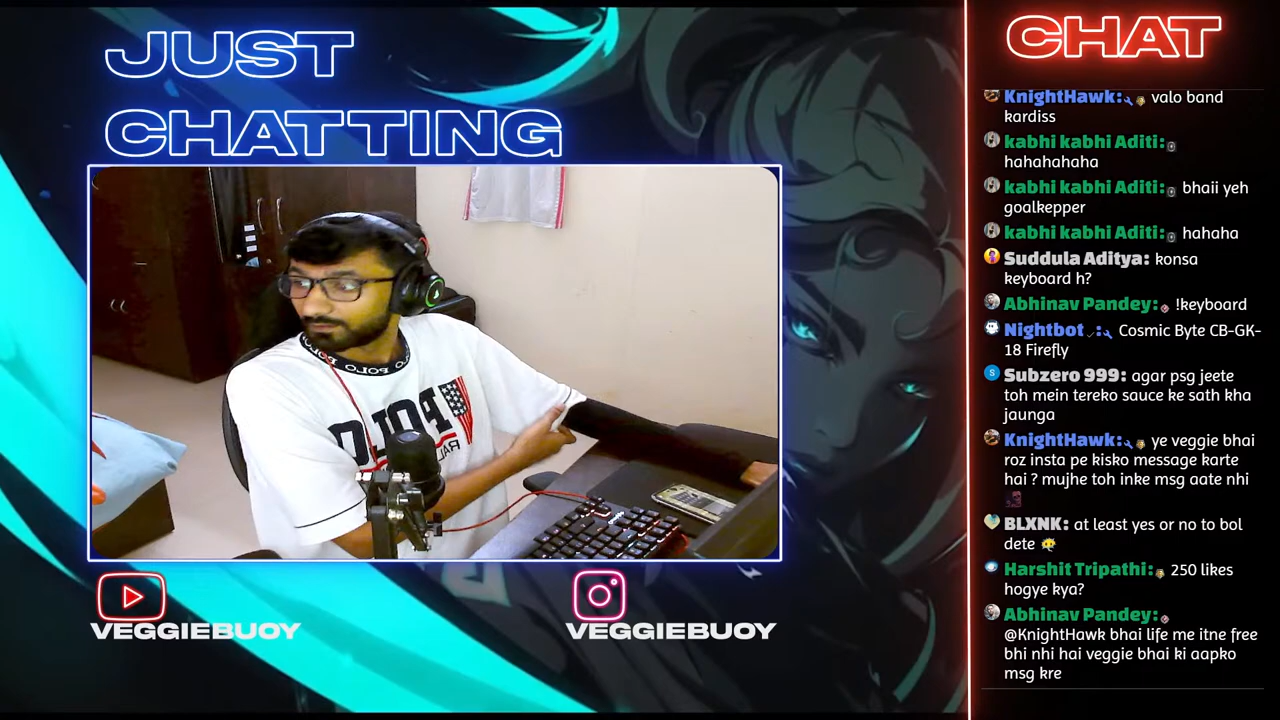 JUST
CHATTING
VEGGIEBUOY
VEGGIEBUOY
CHAT
KnightHawk: valo band
kardiss
kabhi kabhi Aditi:
hahahahaha
kabhi kabhi Aditi: bhaii yeh
goalkepper
kabhi kabhi Aditi: hahaha
Suddula Aditya: konsa
keyboard h?
Abhinav Pandey: !keyboard
Nightbot: Cosmic Byte CB-GK-
18 Firefly
S
Subzero 999: agar psg jeete
toh mein tereko sauce ke sath kha
jaunga
KnightHawk: ye veggie bhai
roz insta pe kisko message karte
hai ? mujhe toh inke msg aate nhi
BLXNK: at least yes or no to bol
dete
Harshit Tripathi: 250 likes
hogye kya?
Abhinav Pandey:
@KnightHawk bhai life me itne free
bhi nhi hai veggie bhai ki aapko
msg kre